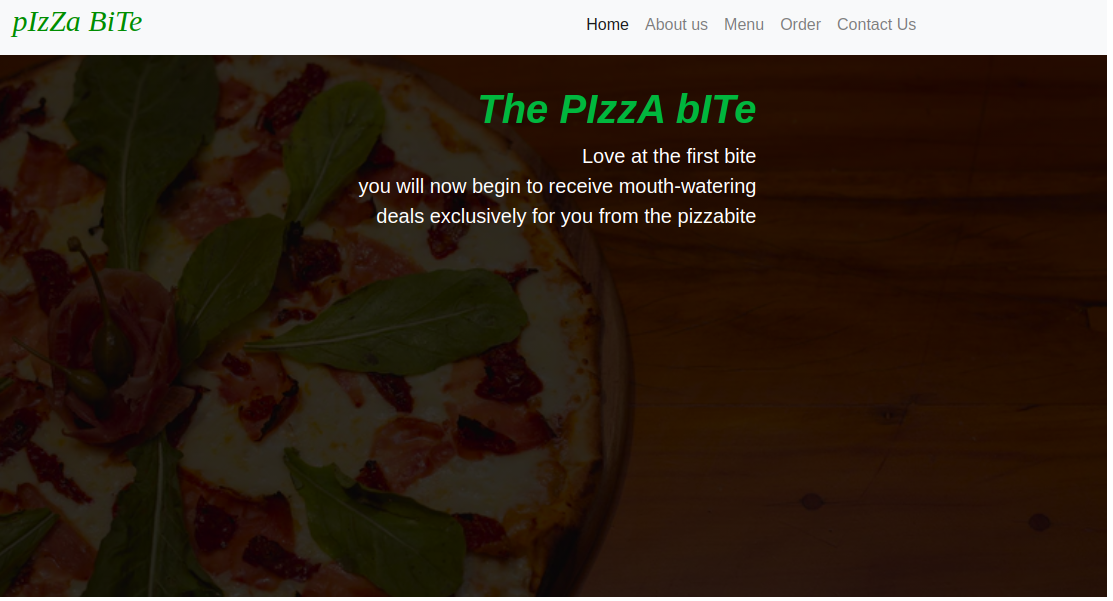 pIzZa BiTe
Home About us Menu Order Contact Us
The PIzzA bITe
Love at the first bite
you will now begin to receive mouth-watering
deals exclusively for you from the pizzabite